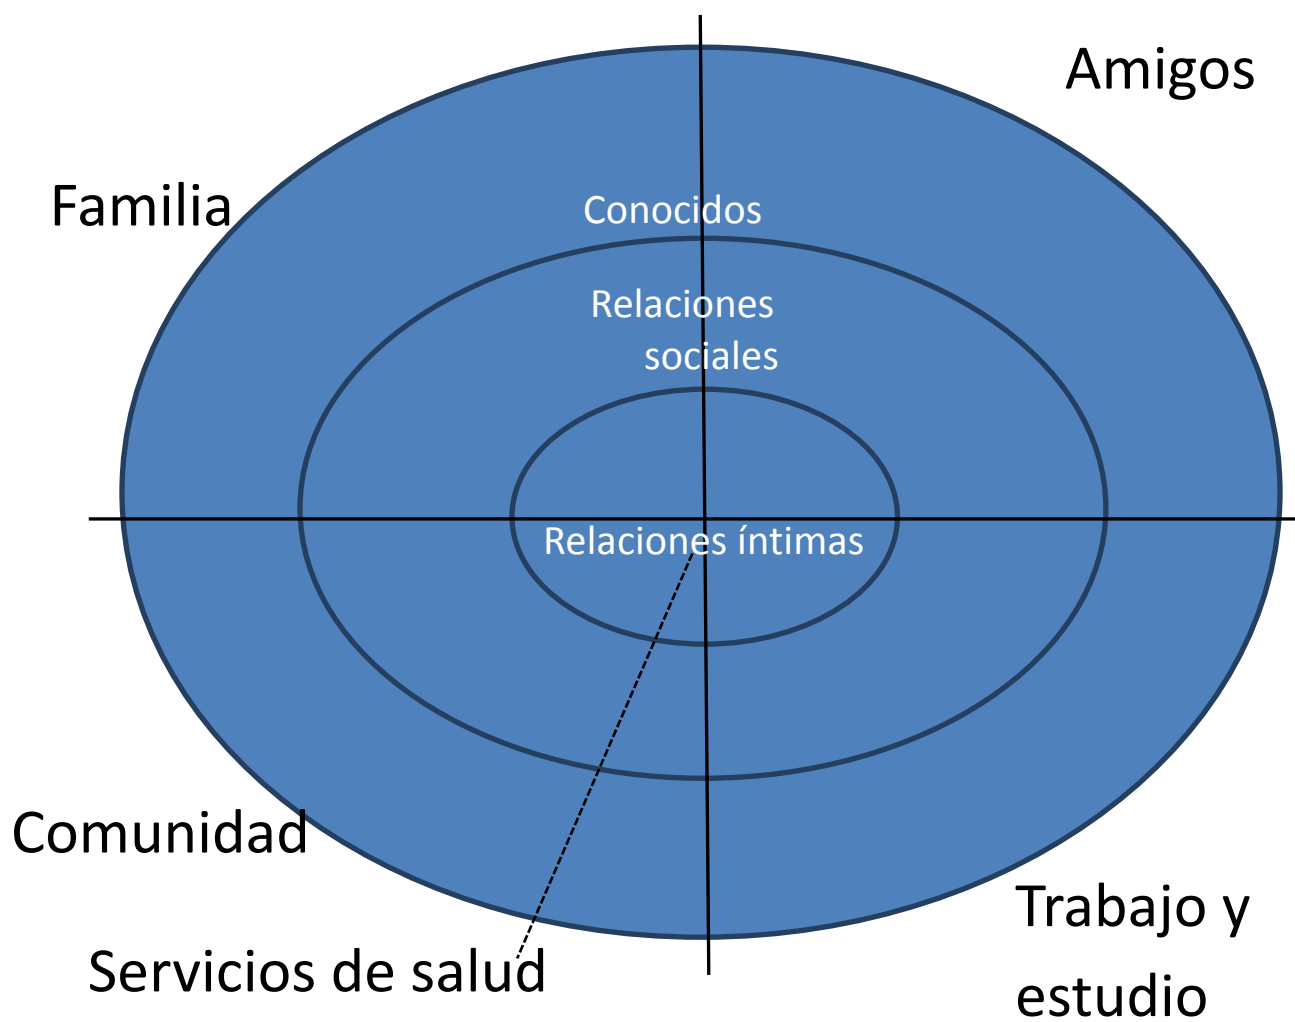 Amigos
Familia
Conocidos
Relaciones
sociales
Relaciones íntimas
Comunidad
Trabajo y
estudio
Servicios de salud